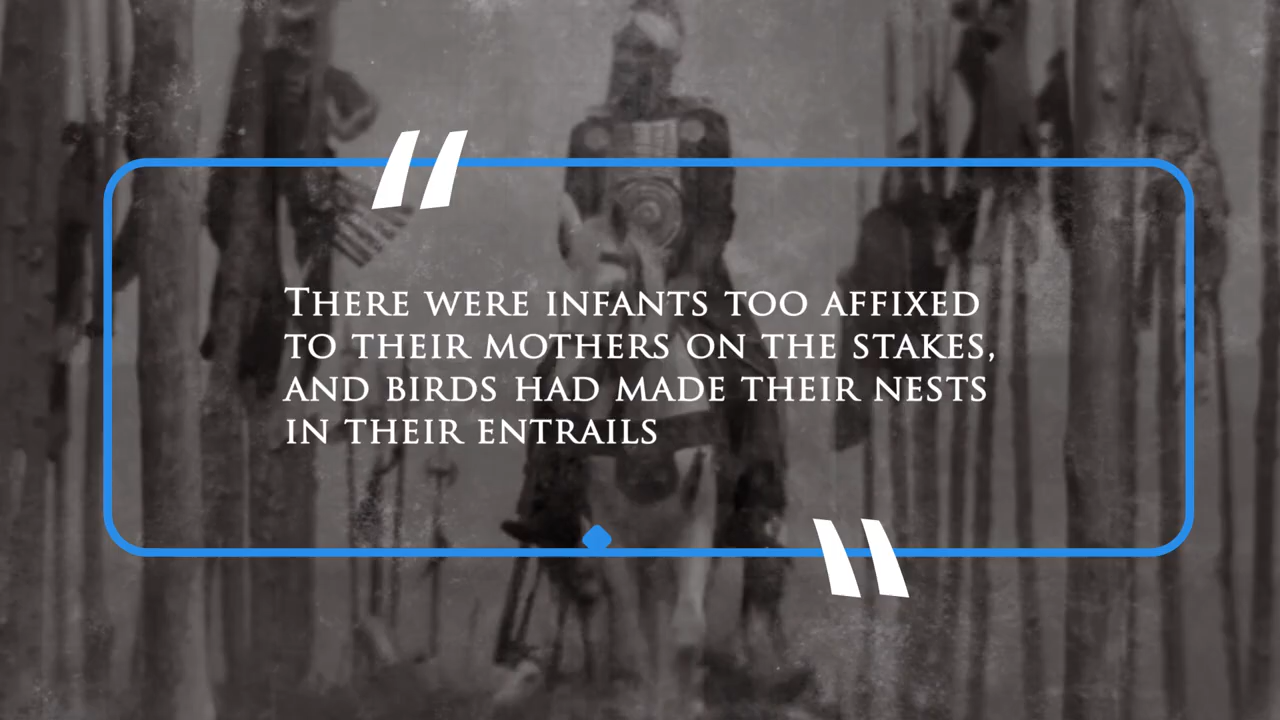 “
There were infants too affixed
to their mothers on the stakes,
and birds had made their nests
in their entrails
”